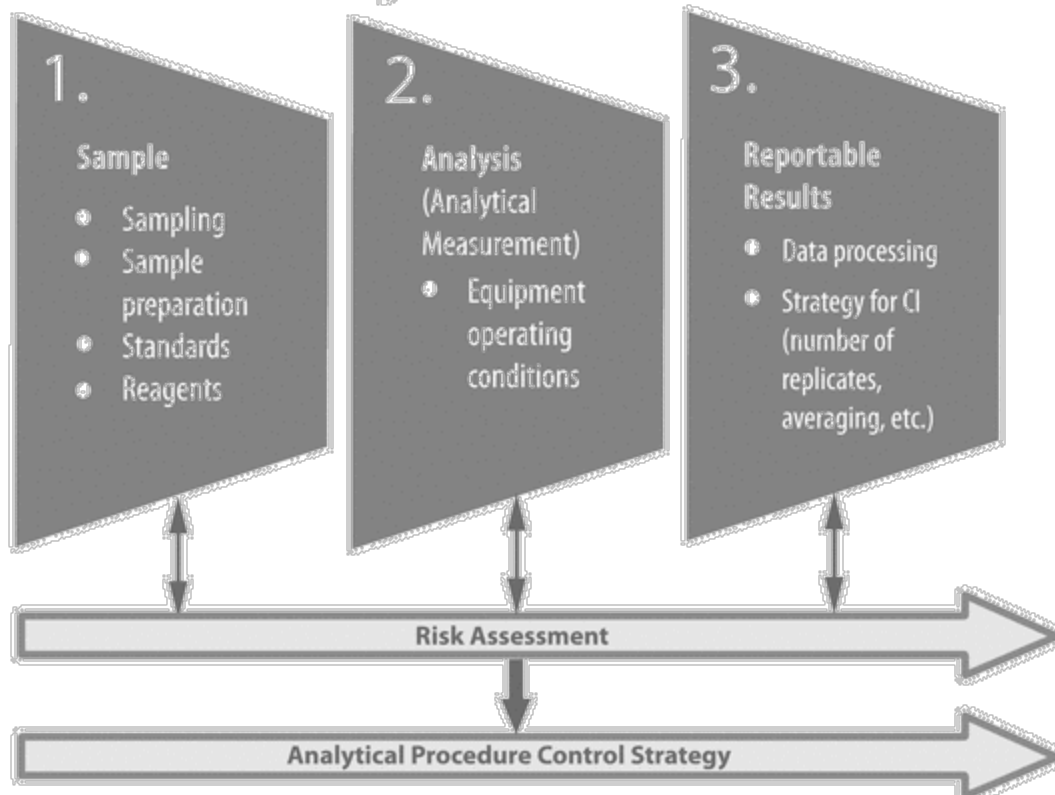 1.
Sample
Sampling
Sample
preparation
Standards
Reagents
2.
Analysis
(Analytical
Measurement)
Equipment
operating
conditions
3.
Reportable
Results
Data processing
Strategy for CI
(number of
replicates,
averaging, etc.)
Risk Assessment
Analytical Procedure Control Strategy